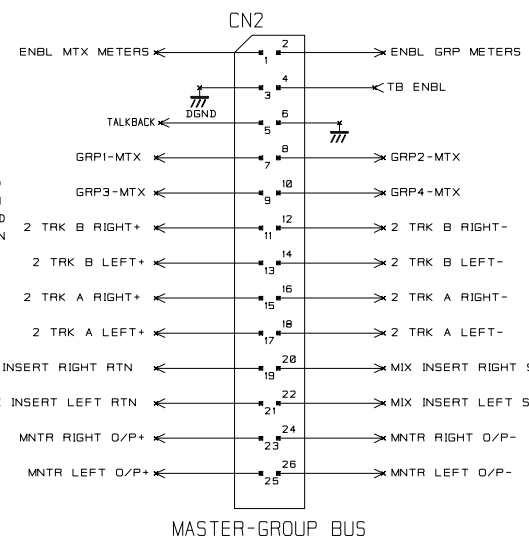 CN2
ENBL MTX METERS 1 2 ENBL GRP METERS
3 4 TB ENBL
DGND
TALKBACK 5 6
GRP1-MTX 7 8 GRP2-MTX
GRP3-MTX 9 10 GRP4-MTX
D
N
2 TRK B RIGHT+ 11 12 2 TRK B RIGHT-
2 TRK B LEFT+ 13 14 2 TRK B LEFT-
2 TRK A RIGHT+ 15 16 2 TRK A RIGHT-
2 TRK A LEFT+ 17 18 2 TRK A LEFT-
INSERT RIGHT RTN 19 20 MIX INSERT RIGHT
INSERT LEFT RTN 21 22 MIX INSERT LEFT S
MNTR RIGHT O/P+ 23 24 MNTR RIGHT O/P-
MNTR LEFT O/P+ 25 26 MNTR LEFT O/P-
MASTER-GROUP BUS